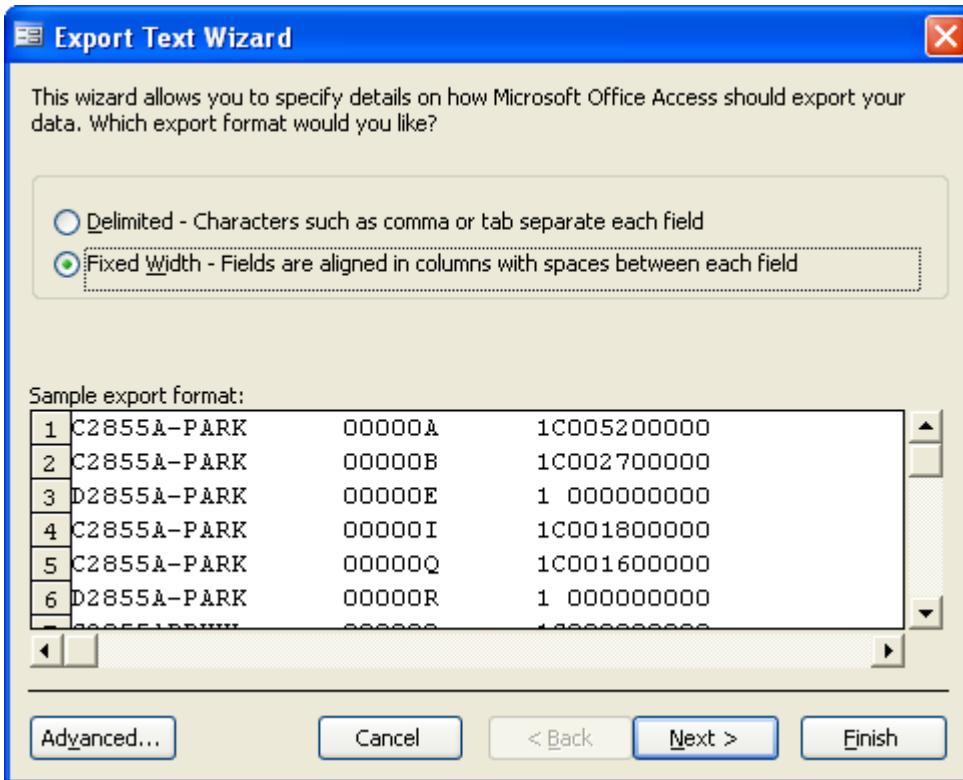 Export Text Wizard
This wizard allows you to specify details on how Microsoft Office Access should export your
data. Which export format would you like?
Delimited - Characters such as comma or tab separate each field
Fixed Width - Fields are aligned in columns with spaces between each field
Sample export format:
1 C2855A-PARK 00000A 1C005200000
2 C2855A-PARK 00000B 1C002700000
3 D2855A-PARK 00000E 1 000000000
4 C2855A-PARK 00000I 1C001800000
5 C2855A-PARK 00000Q 1C001600000
6 D2855A-PARK 00000R 1 000000000
Advanced... Cancel < Back Next > Finish